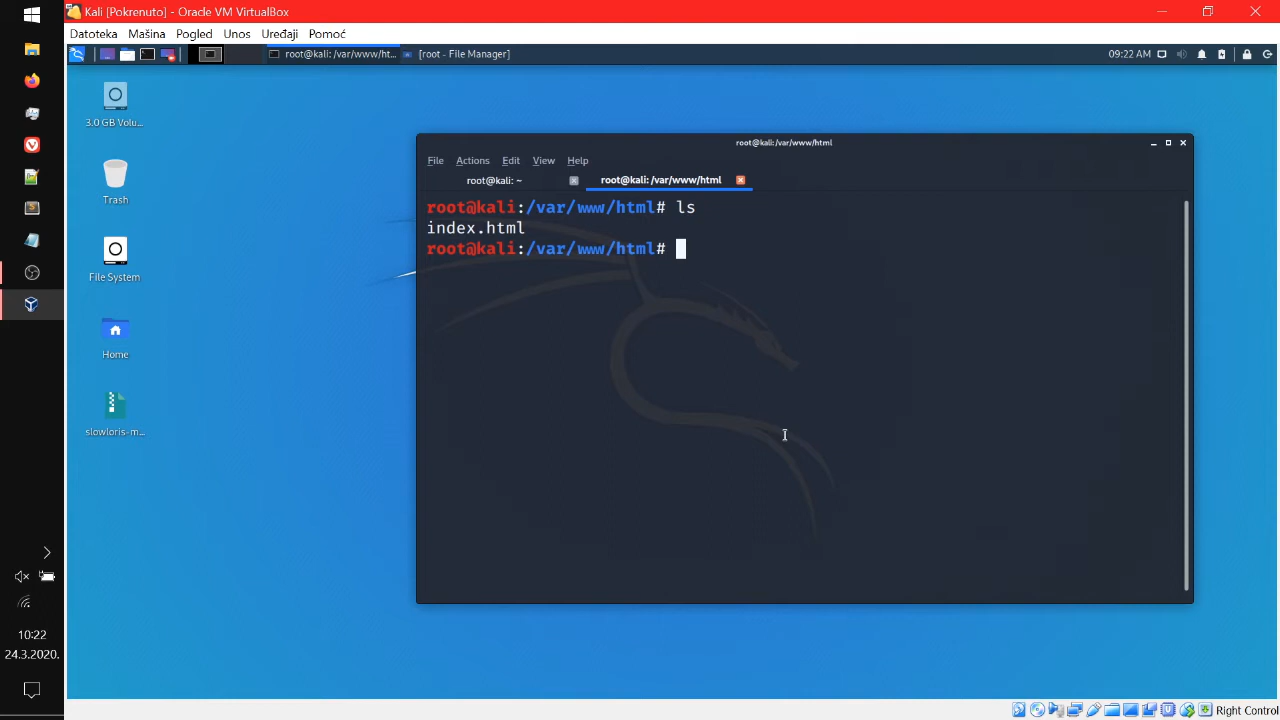 Kali [Pokrenuto] - Oracle VM VirtualBox
Datoteka Mašina Pogled Unos Uređaji Pomoć
root@kali: /var/www/ht... [root - File Manager] 09:22 AM
3.0 GB Volu...
Trash
File System
Home
slowloris-m...
root@kali: /var/www/html
File Actions Edit View Help
root@kali: ~ root@kali: /var/www/html
root@kali:/var/www/html# ls
index.html
root@kali:/var/www/html#
10:22
24.3.2020.
Right Control